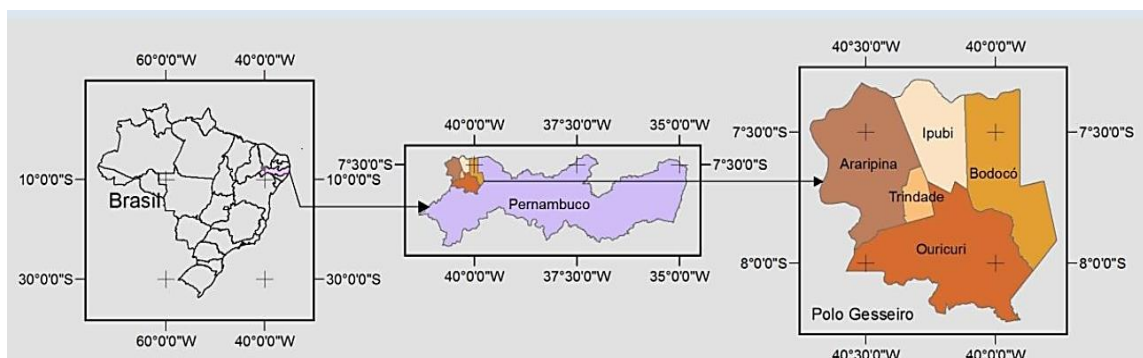 60°0'0"W 40°0'0"W
10°0'0"S
30°0'0"S
Brasil
10°0'0"S
30°0'0"S
60°0'0"W 40°0'0"W
40°0'0"W 37°30'0"W 35°0'0"W
7°30'0"S
Pernambuco
7°30'0"S
40°0'0"W 37°30'0"W 35°0'0"W
40°30'0"W 40°0'0"W
7°30'0"S
8°0'0"S
Ipubi
Araripina
Bodocó
Trindade
Ouricuri
Polo Gesseiro
7°30'0"S
8°0'0"S
40°30'0"W 40°0'0"W